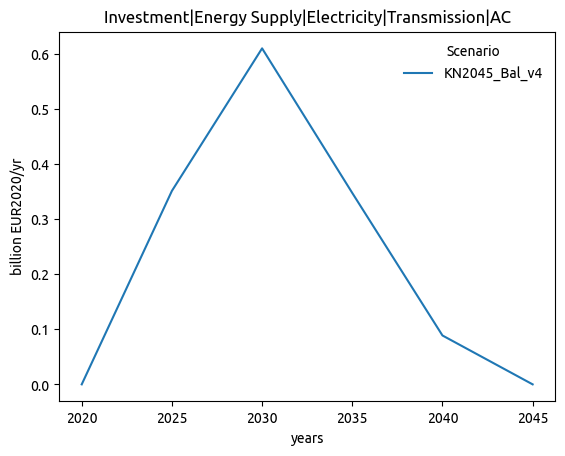 Investment|Energy Supply|Electricity|Transmission|AC
Scenario
KN2045_Bal_v4
0.6
0.5
0.4
0.3
0.2
0.1
0.0
billion EUR2020/yr
2020 2025 2030 2035 2040 2045
years